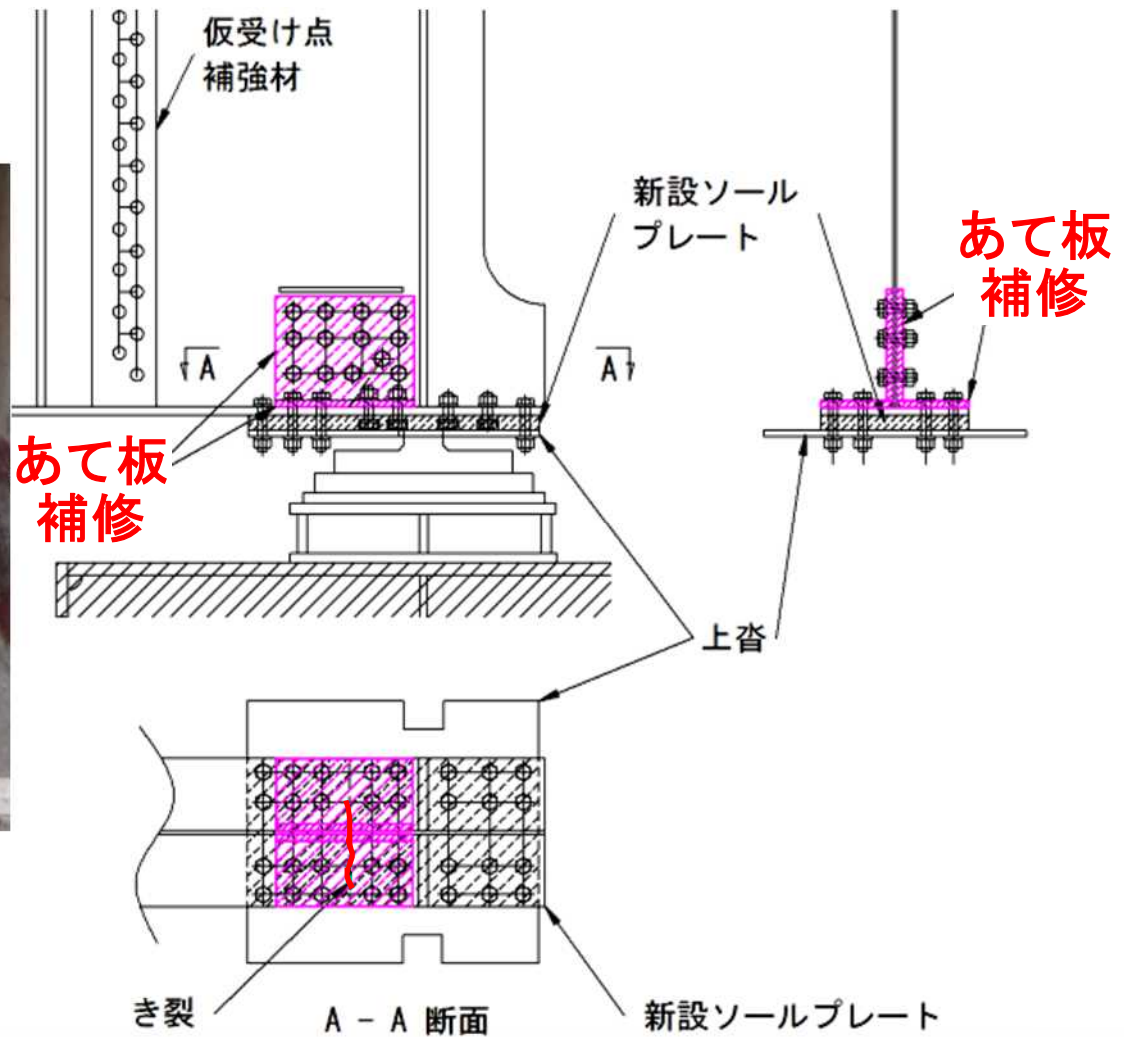 仮受け点
補強材
新設ソール
プレート
あて板
補修
A
A
あて板
補修
上沓
き裂
A - A 断面
新設ソールプレート